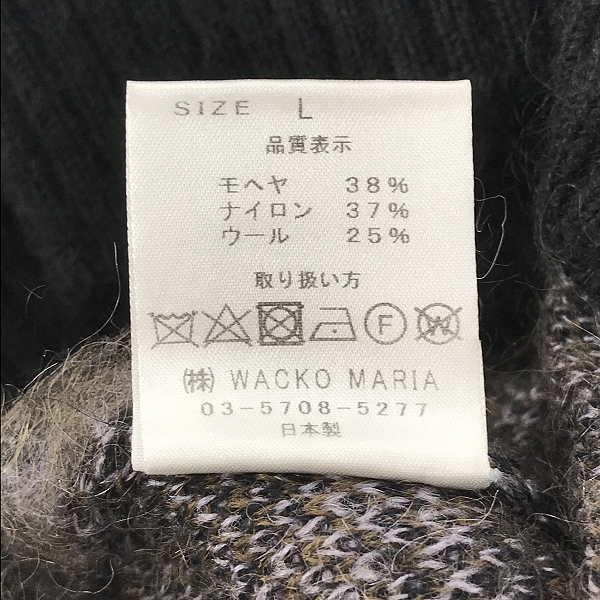 SIZE L
品質表示
モヘヤ 38%
ナイロン 37%
ウール 25%
取り扱い方
F W
㈱ WACKO MARIA
03-5708-5277
日本製